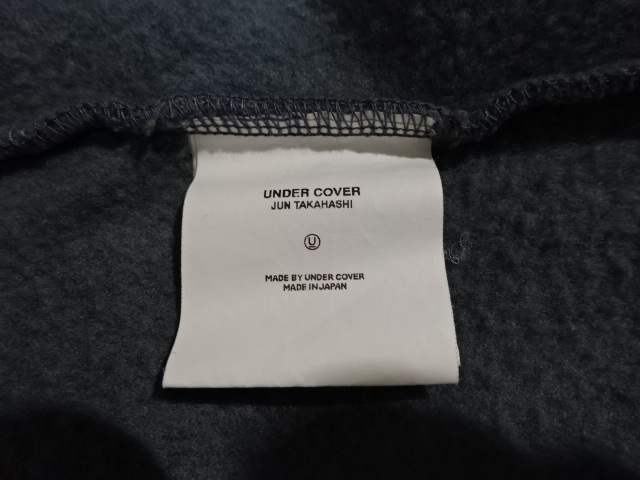 UNDER COVER
JUN TAKAHASHI
U
MADE BY UNDER COVER
MADE IN JAPAN